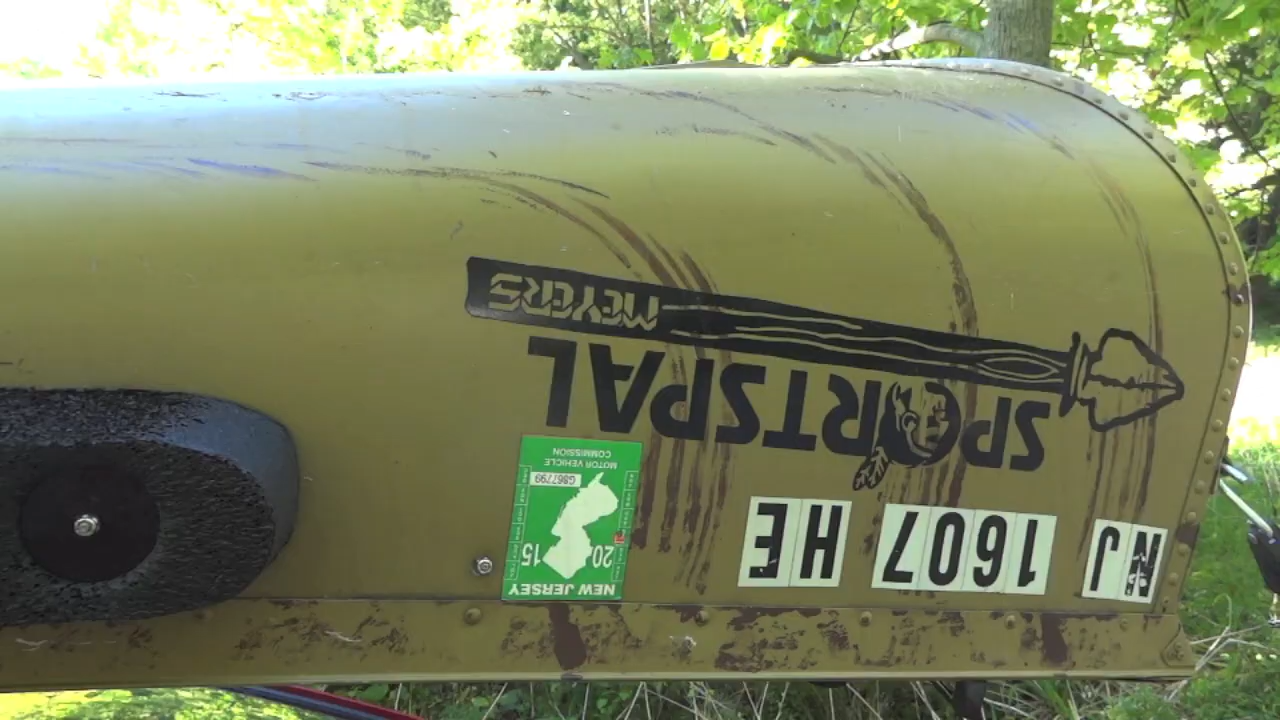 NJ 1607 HE
NEW JERSEY
20 15
G867799
MOTOR VEHICLE
COMMISSION
SPORTSPAL
MEYERS